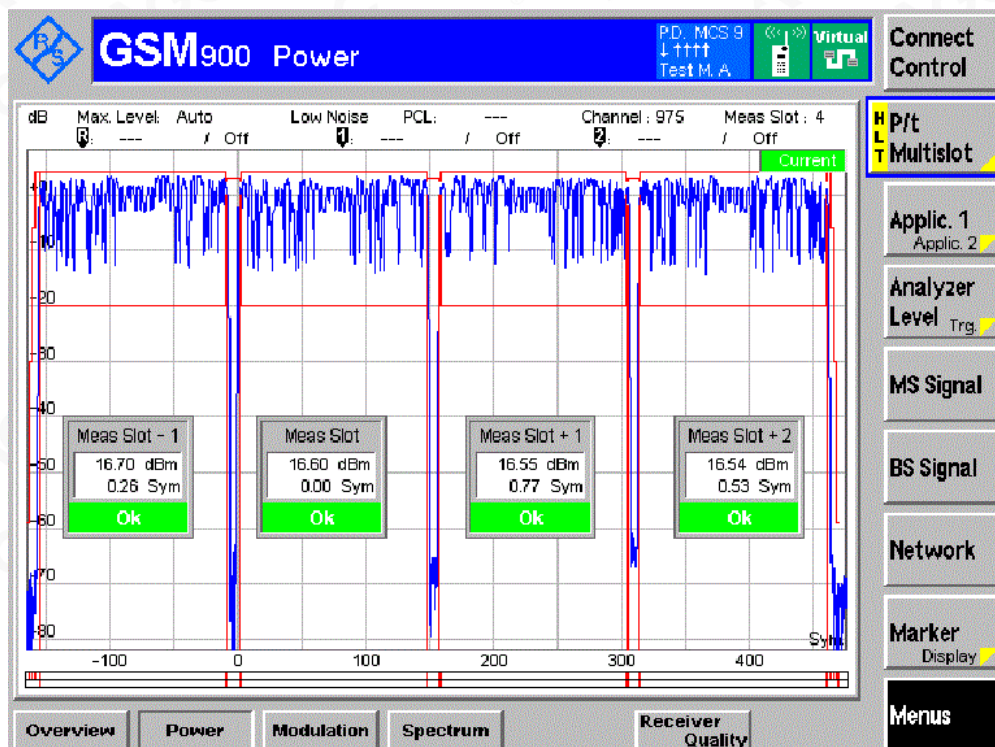 R/S
GSM900 Power
P.D. MCS 9
↓↑↑↑↑
Test M. A.
Virtual
Connect
Control
dB Max. Level: Auto Low Noise PCL: --- Channel : 975 Meas Slot : 4
R: --- / Off 1: --- / Off 2: --- / Off
Current
H
L
T
P/t
Multislot
Applic. 1
Applic. 2
Analyzer
Level Trg.
MS Signal
BS Signal
Network
Marker
Display
Menus
+0
-10
-20
-30
-40
-50
-60
-70
-80
Meas Slot - 1
16.70 dBm
0.26 Sym
Ok
Meas Slot
16.60 dBm
0.00 Sym
Ok
Meas Slot + 1
16.55 dBm
0.77 Sym
Ok
Meas Slot + 2
16.54 dBm
0.53 Sym
Ok
Sym
-100 0 100 200 300 400
Overview Power Modulation Spectrum Receiver
Quality